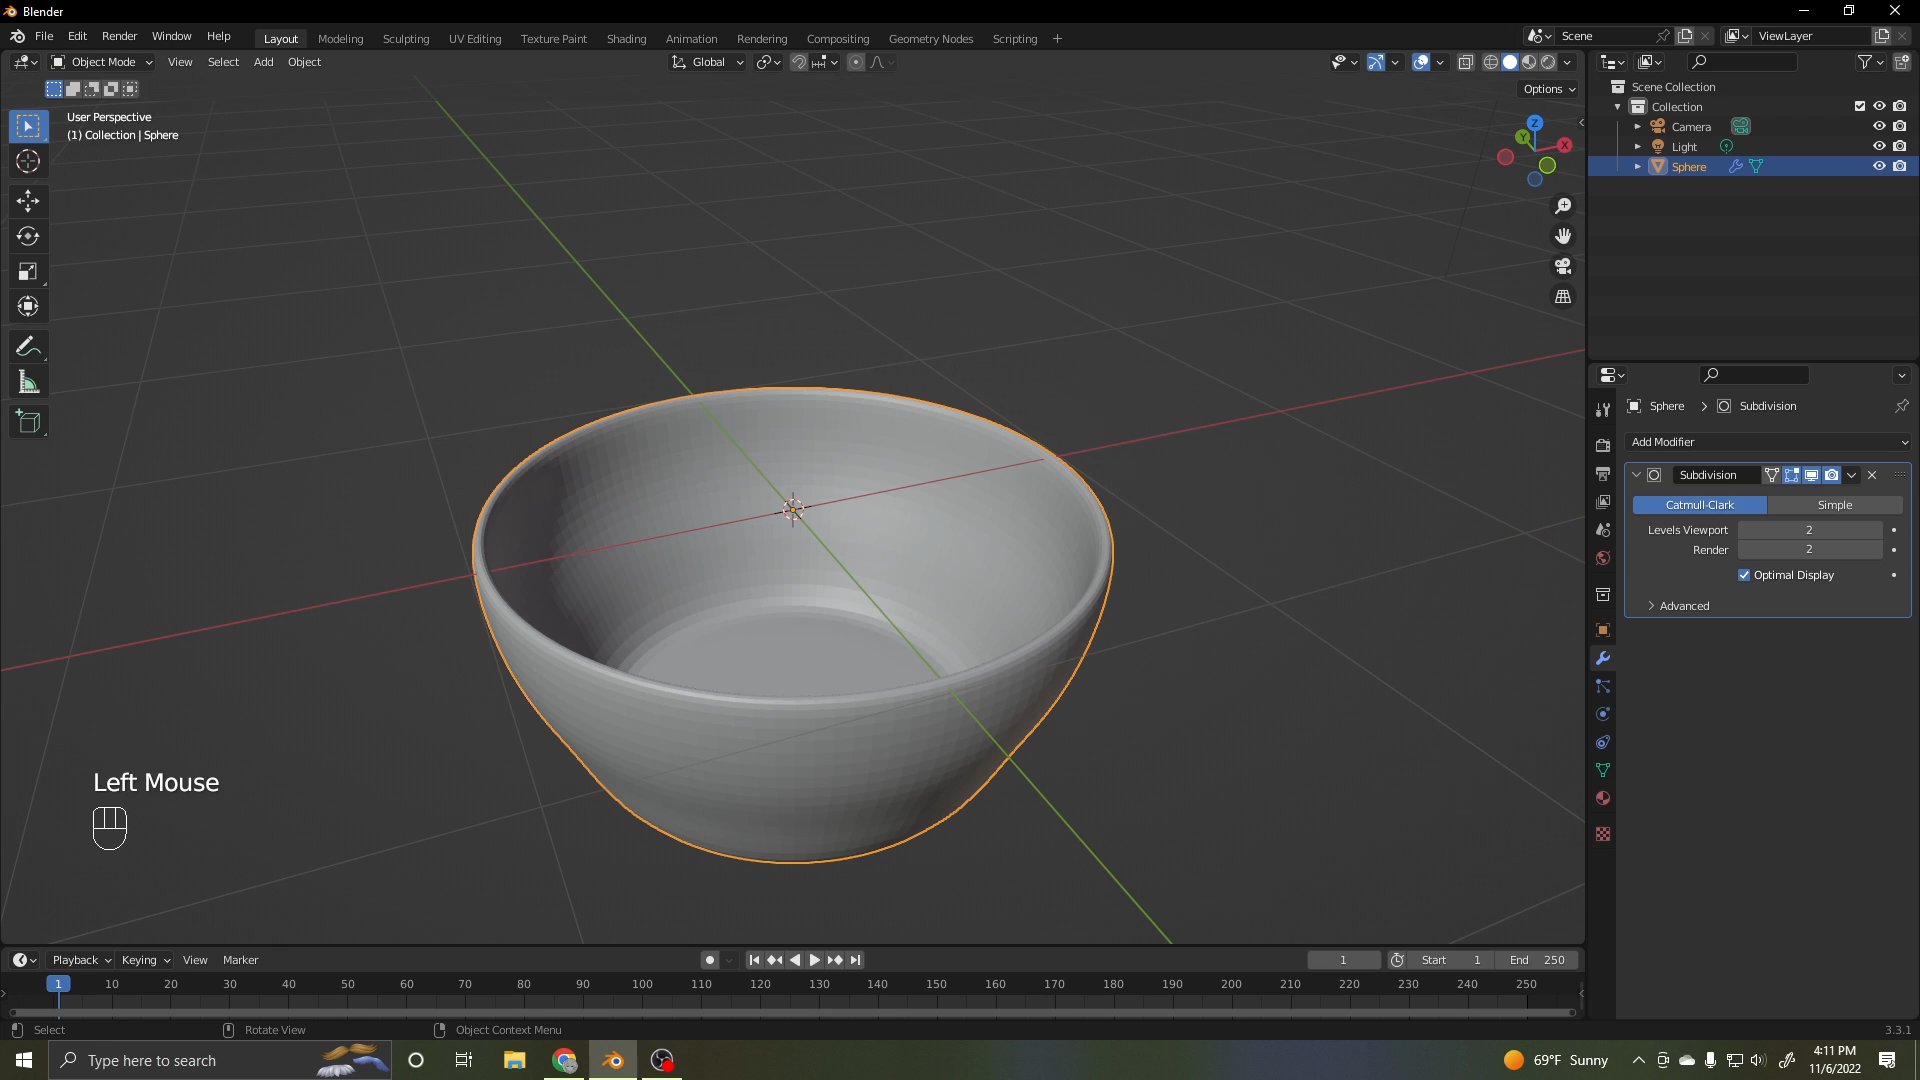 Blender
File Edit Render Window Help
Layout Modeling Sculpting UV Editing Texture Paint Shading Animation Rendering Compositing Geometry Nodes Scripting +
Scene
ViewLayer
Object Mode View Select Add Object
Global
Options
User Perspective
(1) Collection | Sphere
Z
Y
X
Scene Collection
Collection
Camera
Light
Sphere
Sphere > Subdivision
Add Modifier
Subdivision
Catmull-Clark Simple
Levels Viewport 2
Render 2
Optimal Display
Advanced
Left Mouse
Playback Keying View Marker
1
Start 1
End 250
1 10 20 30 40 50 60 70 80 90 100 110 120 130 140 150 160 170 180 190 200 210 220 230 240 250
Select
Rotate View
Object Context Menu
3.3.1
Type here to search
69°F Sunny
4:11 PM
11/6/2022